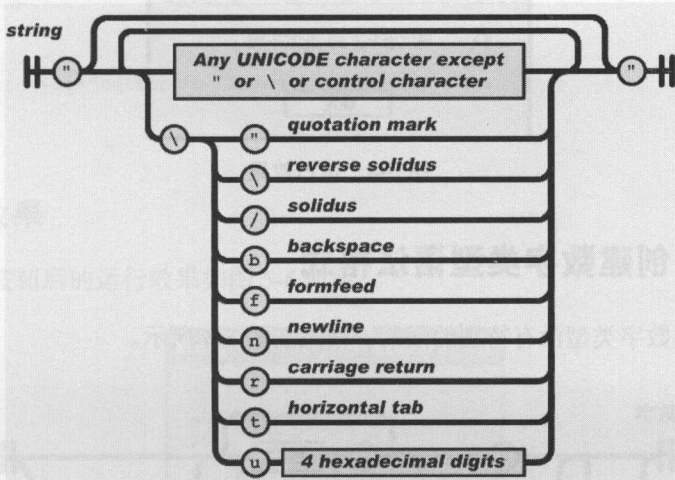 string
" Any UNICODE character except "
" or \ or control character
\ " quotation mark
\ reverse solidus
/ solidus
b backspace
f formfeed
n newline
r carriage return
t horizontal tab
u 4 hexadecimal digits